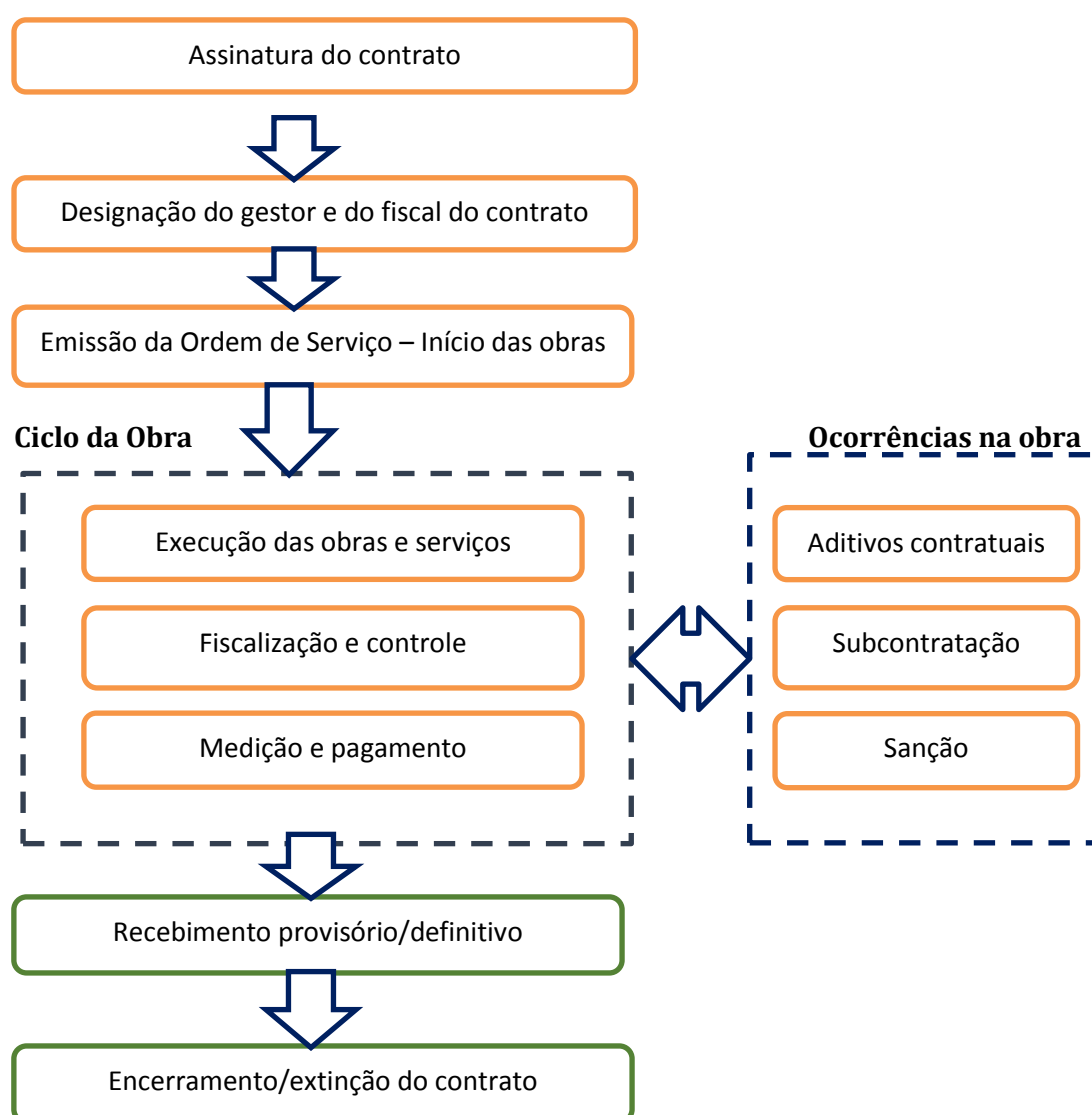 Assinatura do contrato
Designação do gestor e do fiscal do contrato
Emissão da Ordem de Serviço – Início das obras
Ciclo da Obra
Execução das obras e serviços
Fiscalização e controle
Medição e pagamento
Ocorrências na obra
Aditivos contratuais
Subcontratação
Sanção
Recebimento provisório/definitivo
Encerramento/extinção do contrato